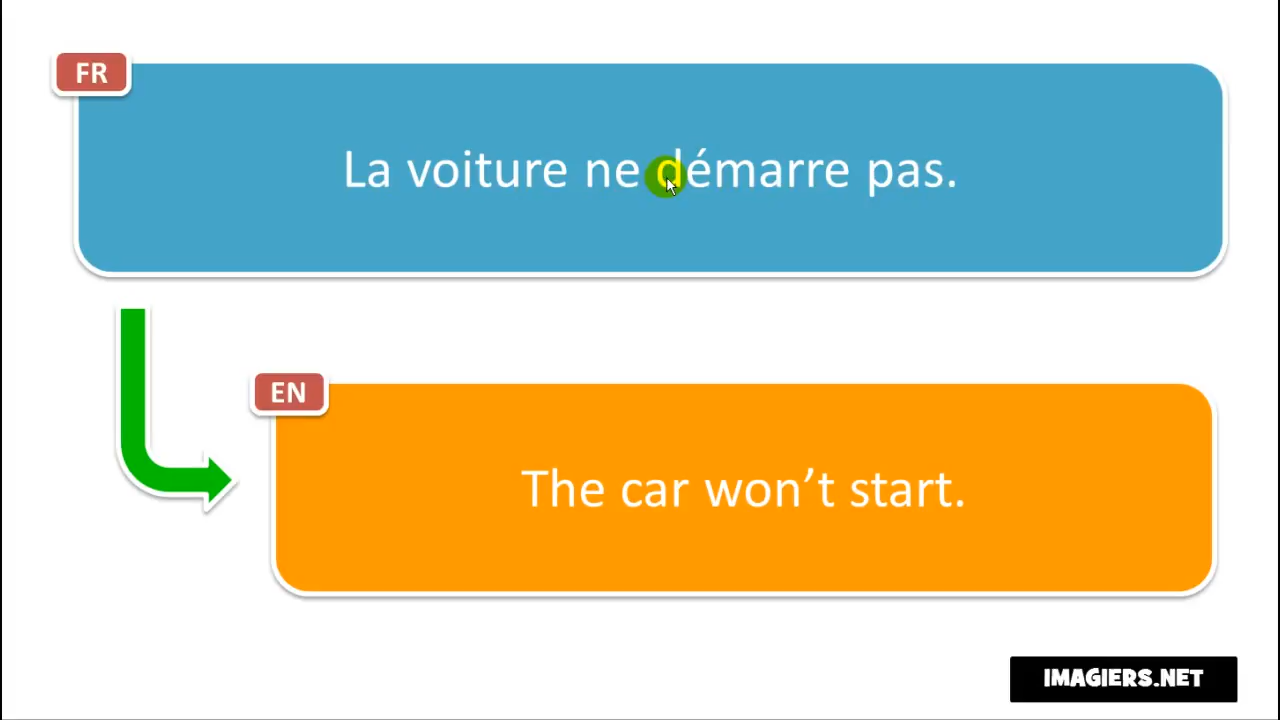 FR
La voiture ne démarre pas.
EN
The car won’t start.
IMAGIERS.NET